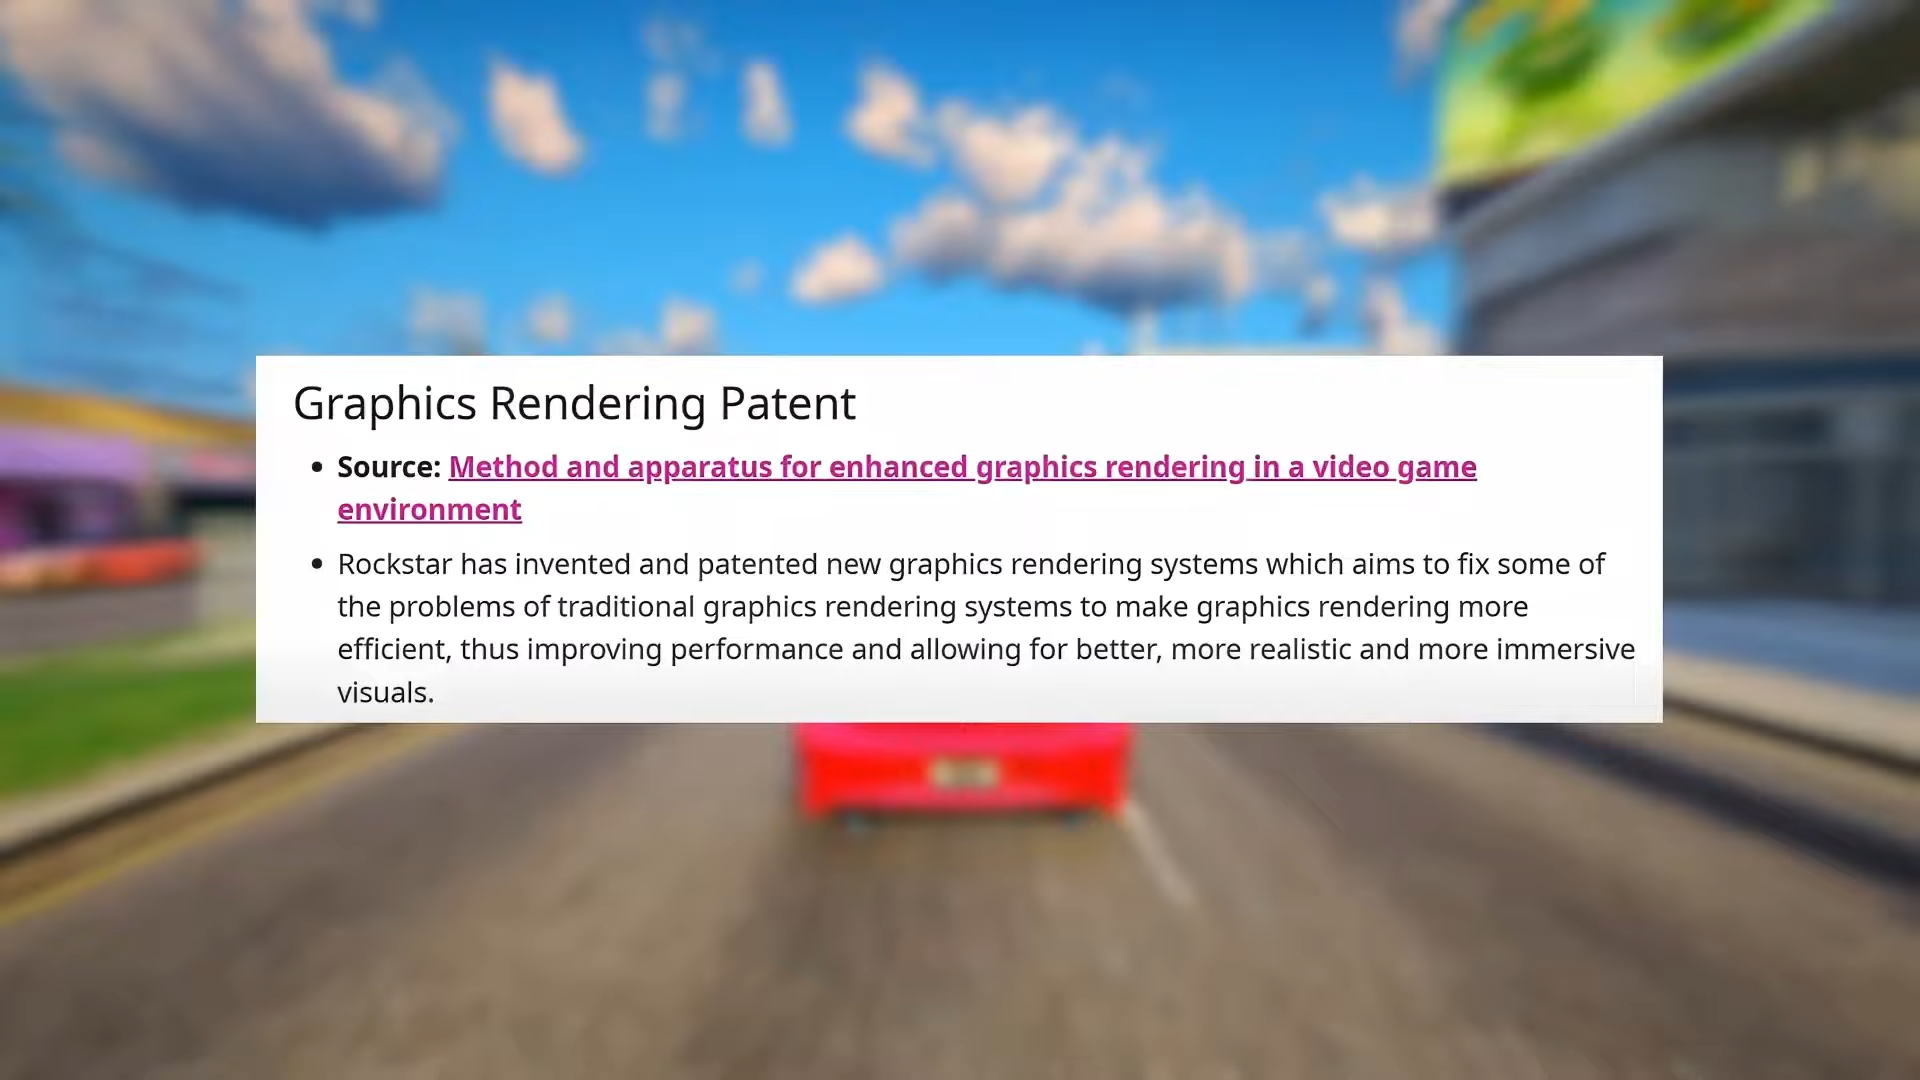 Graphics Rendering Patent
• Source: Method and apparatus for enhanced graphics rendering in a video game
environment
• Rockstar has invented and patented new graphics rendering systems which aims to fix some of
the problems of traditional graphics rendering systems to make graphics rendering more
efficient, thus improving performance and allowing for better, more realistic and more immersive
visuals.